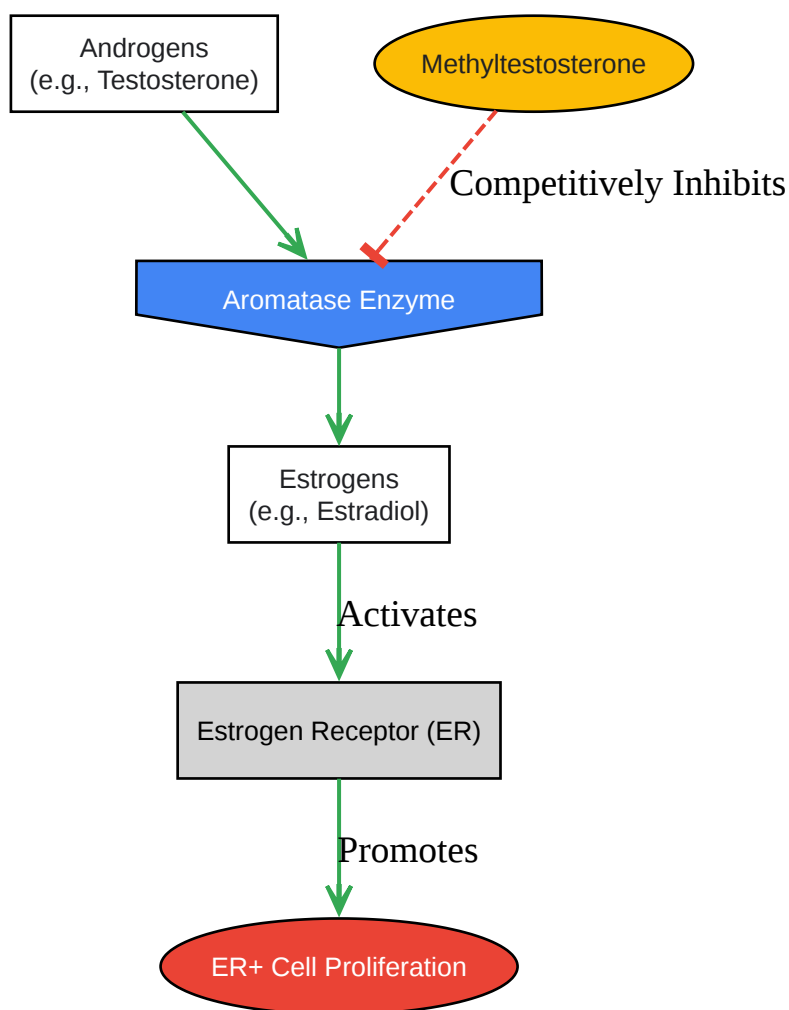 Androgens
(e.g., Testosterone)
Methyltestosterone
Competitively Inhibits
Aromatase Enzyme
Estrogens
(e.g., Estradiol)
Activates
Estrogen Receptor (ER)
Promotes
ER+ Cell Proliferation